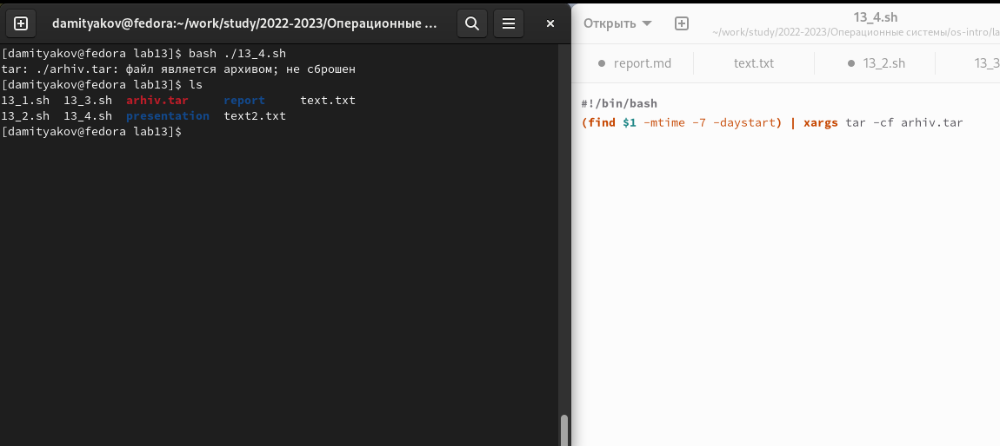 damityakov@fedora:~/work/study/2022-2023/Операционные ...
[damityakov@fedora lab13]$ bash ./13_4.sh
tar: ./arhiv.tar: файл является архивом; не сброшен
[damityakov@fedora lab13]$ ls
13_1.sh 13_3.sh arhiv.tar report text.txt
13_2.sh 13_4.sh presentation text2.txt
[damityakov@fedora lab13]$
Открыть
13_4.sh
~/work/study/2022-2023/Операционные системы/os-intro/la
report.md text.txt 13_2.sh 13_3
#!/bin/bash
(find $1 -mtime -7 -daystart) | xargs tar -cf arhiv.tar